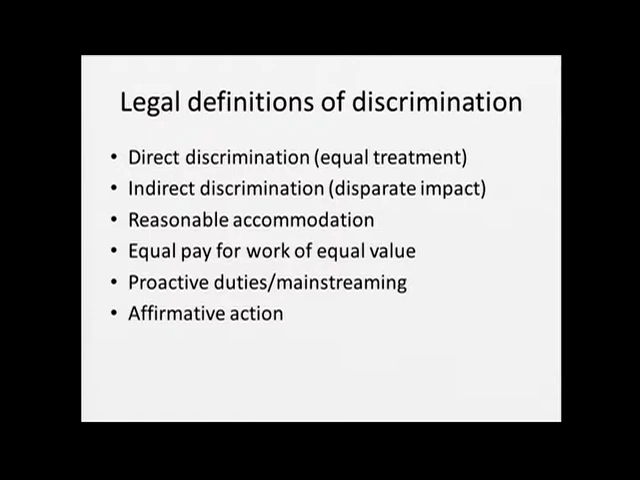 Legal definitions of discrimination
• Direct discrimination (equal treatment)
• Indirect discrimination (disparate impact)
• Reasonable accommodation
• Equal pay for work of equal value
• Proactive duties/mainstreaming
• Affirmative action